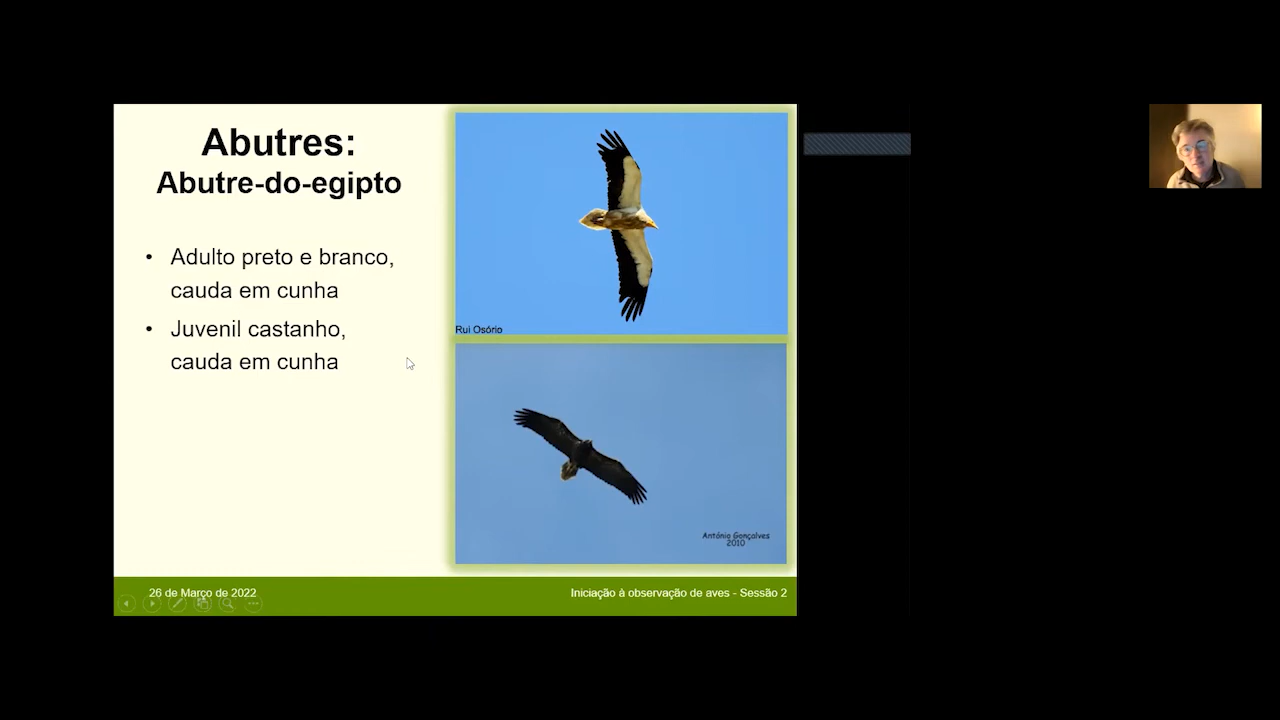 Abutres:
Abutre-do-egipto
• Adulto preto e branco,
cauda em cunha
• Juvenil castanho,
cauda em cunha
Rui Osório
António Gonçalves
2010
26 de Março de 2022
Iniciação à observação de aves - Sessão 2